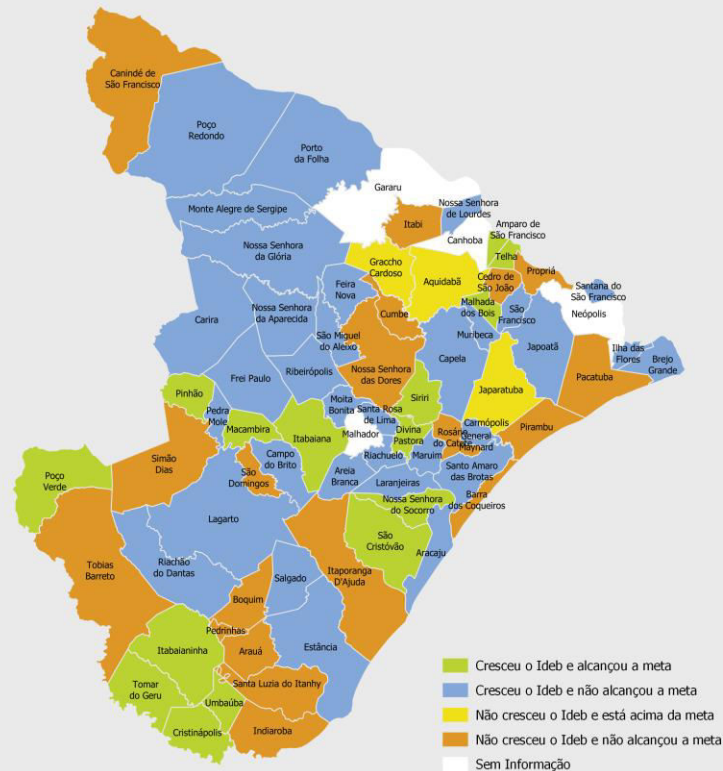 Canindé de
São Francisco
Poço
Redondo
Porto
da Folha
Gararu
Monte Alegre de Sergipe
Nossa Senhora
de Lourdes
Itabi
Canhoba
Amparo de
São Francisco
Telha
Nossa Senhora
da Glória
Graccho
Cardoso
Aquidabã
Cedro de
São João
Propriá
Santana do
São Francisco
Neópolis
Feira
Nova
Malhada
dos Bois
São
Francisco
Carira
Nossa Senhora
da Aparecida
Cumbe
São Miguel
do Aleixo
Muribeca
Japoatã
Ilha das
Flores
Brejo
Grande
Capela
Frei Paulo
Ribeirópolis
Nossa Senhora
das Dores
Pacatuba
Pinhão
Siriri
Japaratuba
Pedra
Mole
Moita
Bonita
Santa Rosa
de Lima
Carmópolis
Pirambu
Macambira
Itabaiana
Malhador
Divina
Pastora
Rosário
do Catete
General
Maynard
Simão
Dias
Campo
do Brito
Riachuelo
Maruim
Poço
Verde
São
Domingos
Areia
Branca
Laranjeiras
Santo Amaro
das Brotas
Nossa Senhora
do Socorro
Barra
dos Coqueiros
Lagarto
São
Cristóvão
Aracaju
Tobias
Barreto
Riachão
do Dantas
Salgado
Itaporanga
D'Ajuda
Boquim
Pedrinhas
Itabaianinha
Arauá
Estância
Tomar
do Geru
Umbaúba
Santa Luzia do Itanhy
Cristinápolis
Indiaroba
Cresceu o Ideb e alcançou a meta
Cresceu o Ideb e não alcançou a meta
Não cresceu o Ideb e está acima da meta
Não cresceu o Ideb e não alcançou a meta
Sem Informação